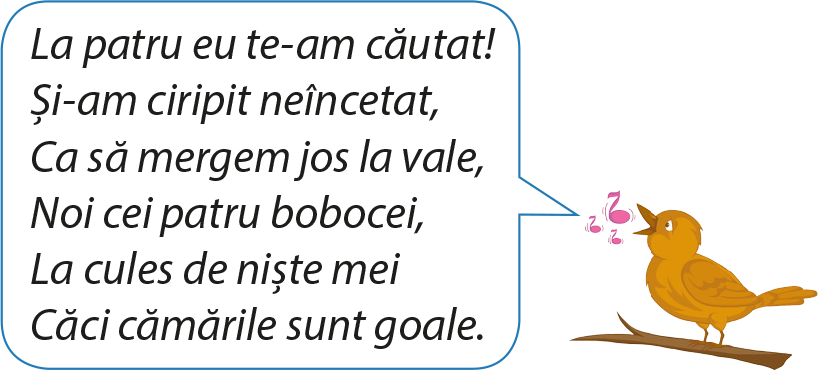 La patru eu te-am căutat!
Și-am ciripit neîncetat,
Ca să mergem jos la vale,
Noi cei patru bobocei,
La cules de niște mei
Căci cămările sunt goale.